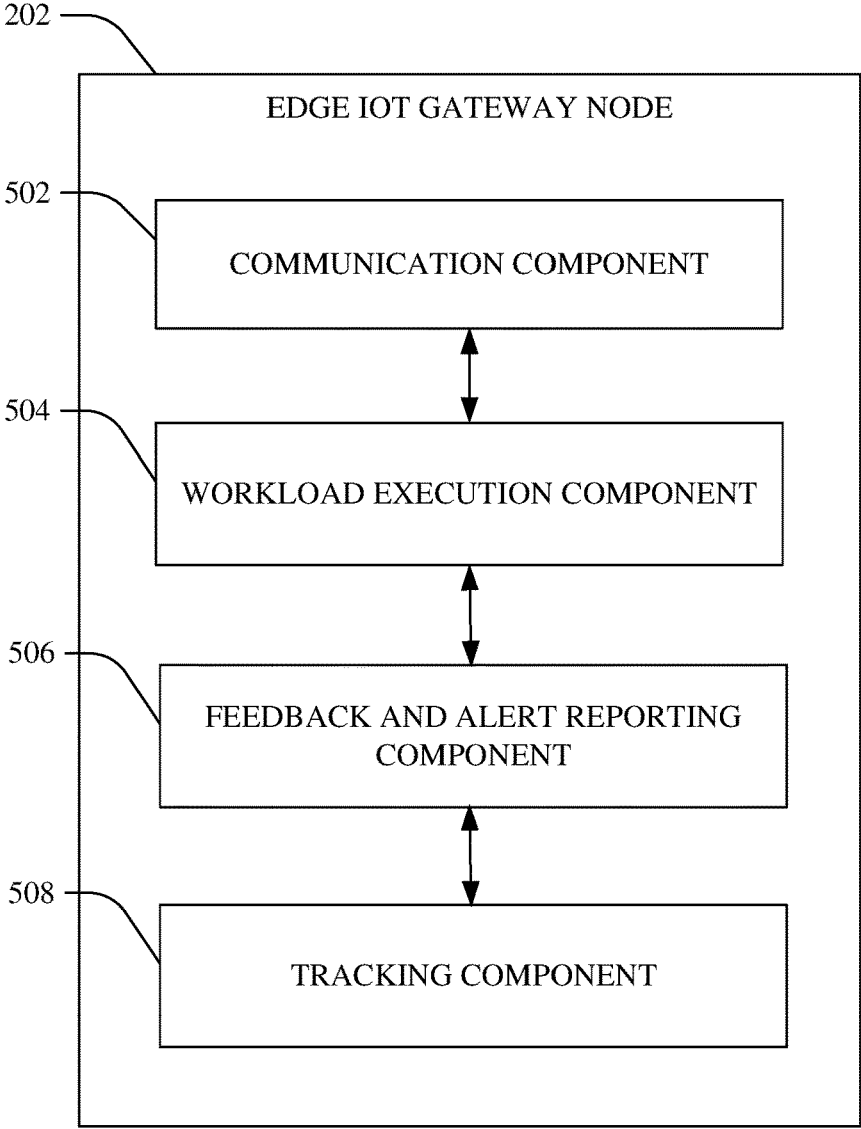 202
EDGE IOT GATEWAY NODE
502
COMMUNICATION COMPONENT
504
WORKLOAD EXECUTION COMPONENT
506
FEEDBACK AND ALERT REPORTING
COMPONENT
508
TRACKING COMPONENT